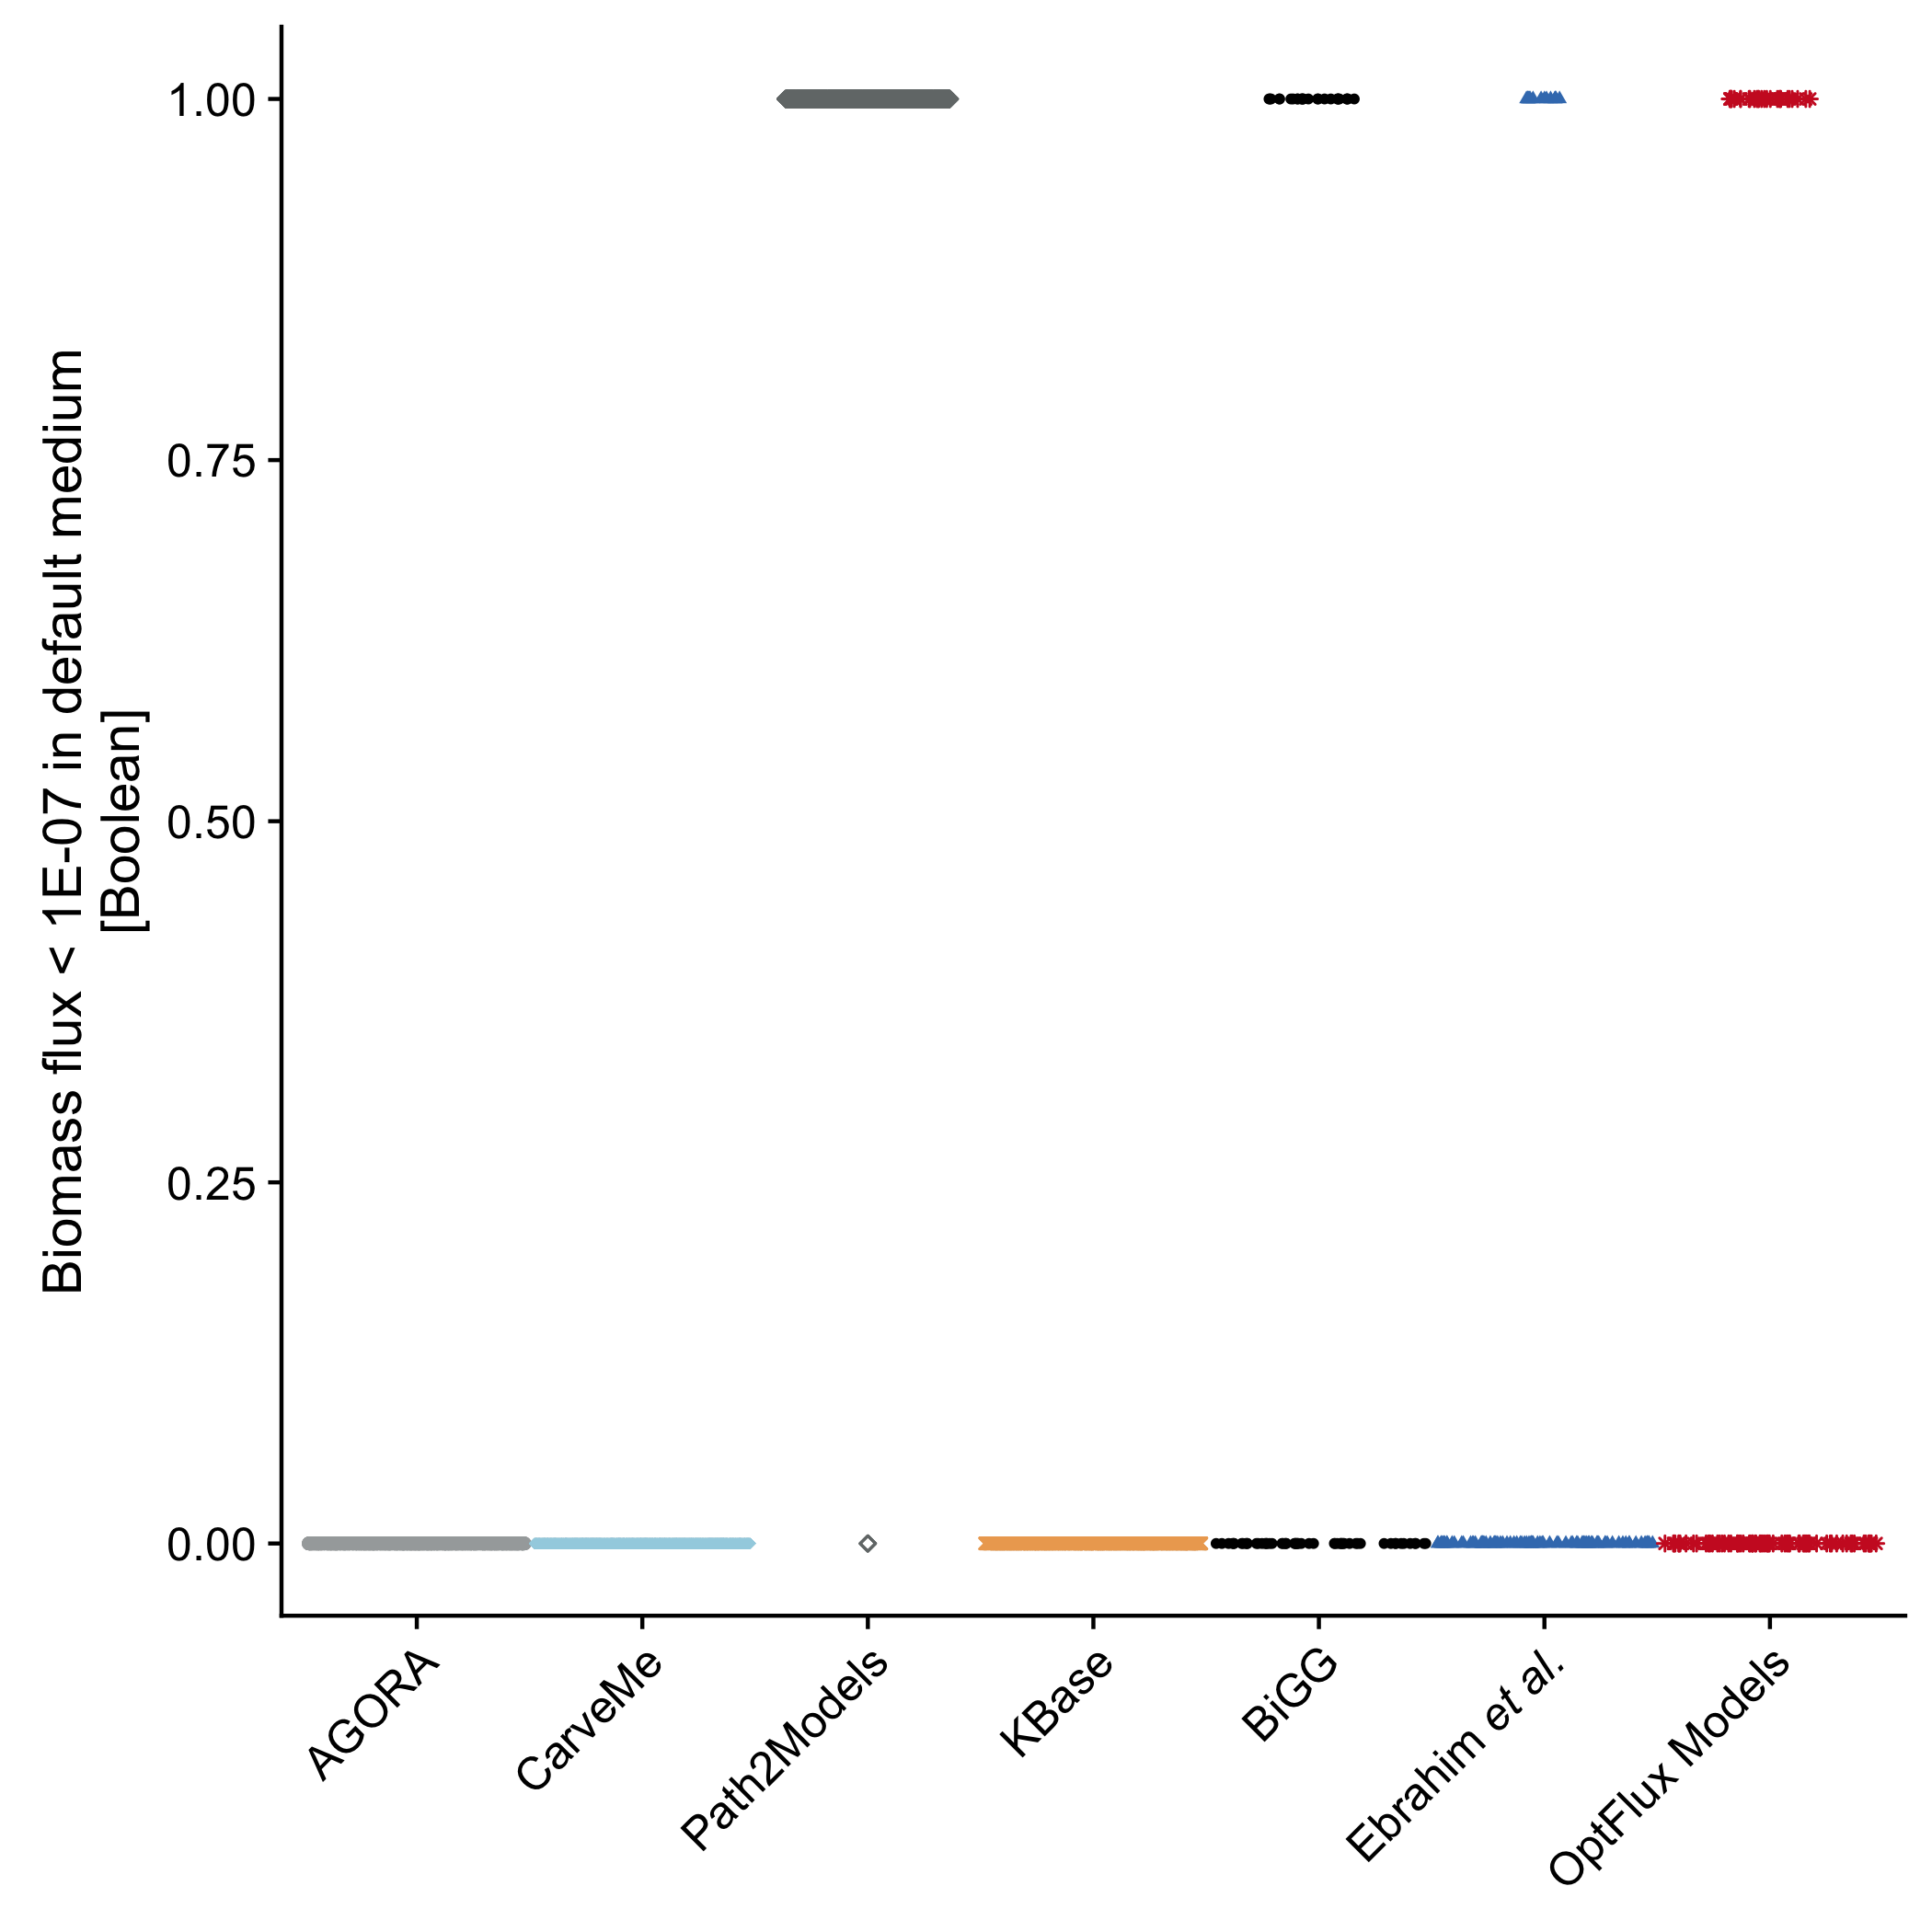 Biomass flux < 1E-07 in default medium
[Boolean]
1.00
0.75
0.50
0.25
0.00
AGORA
CarveMe
Path2Models
KBase
BiGG
Ebrahim et al.
OptFlux Models